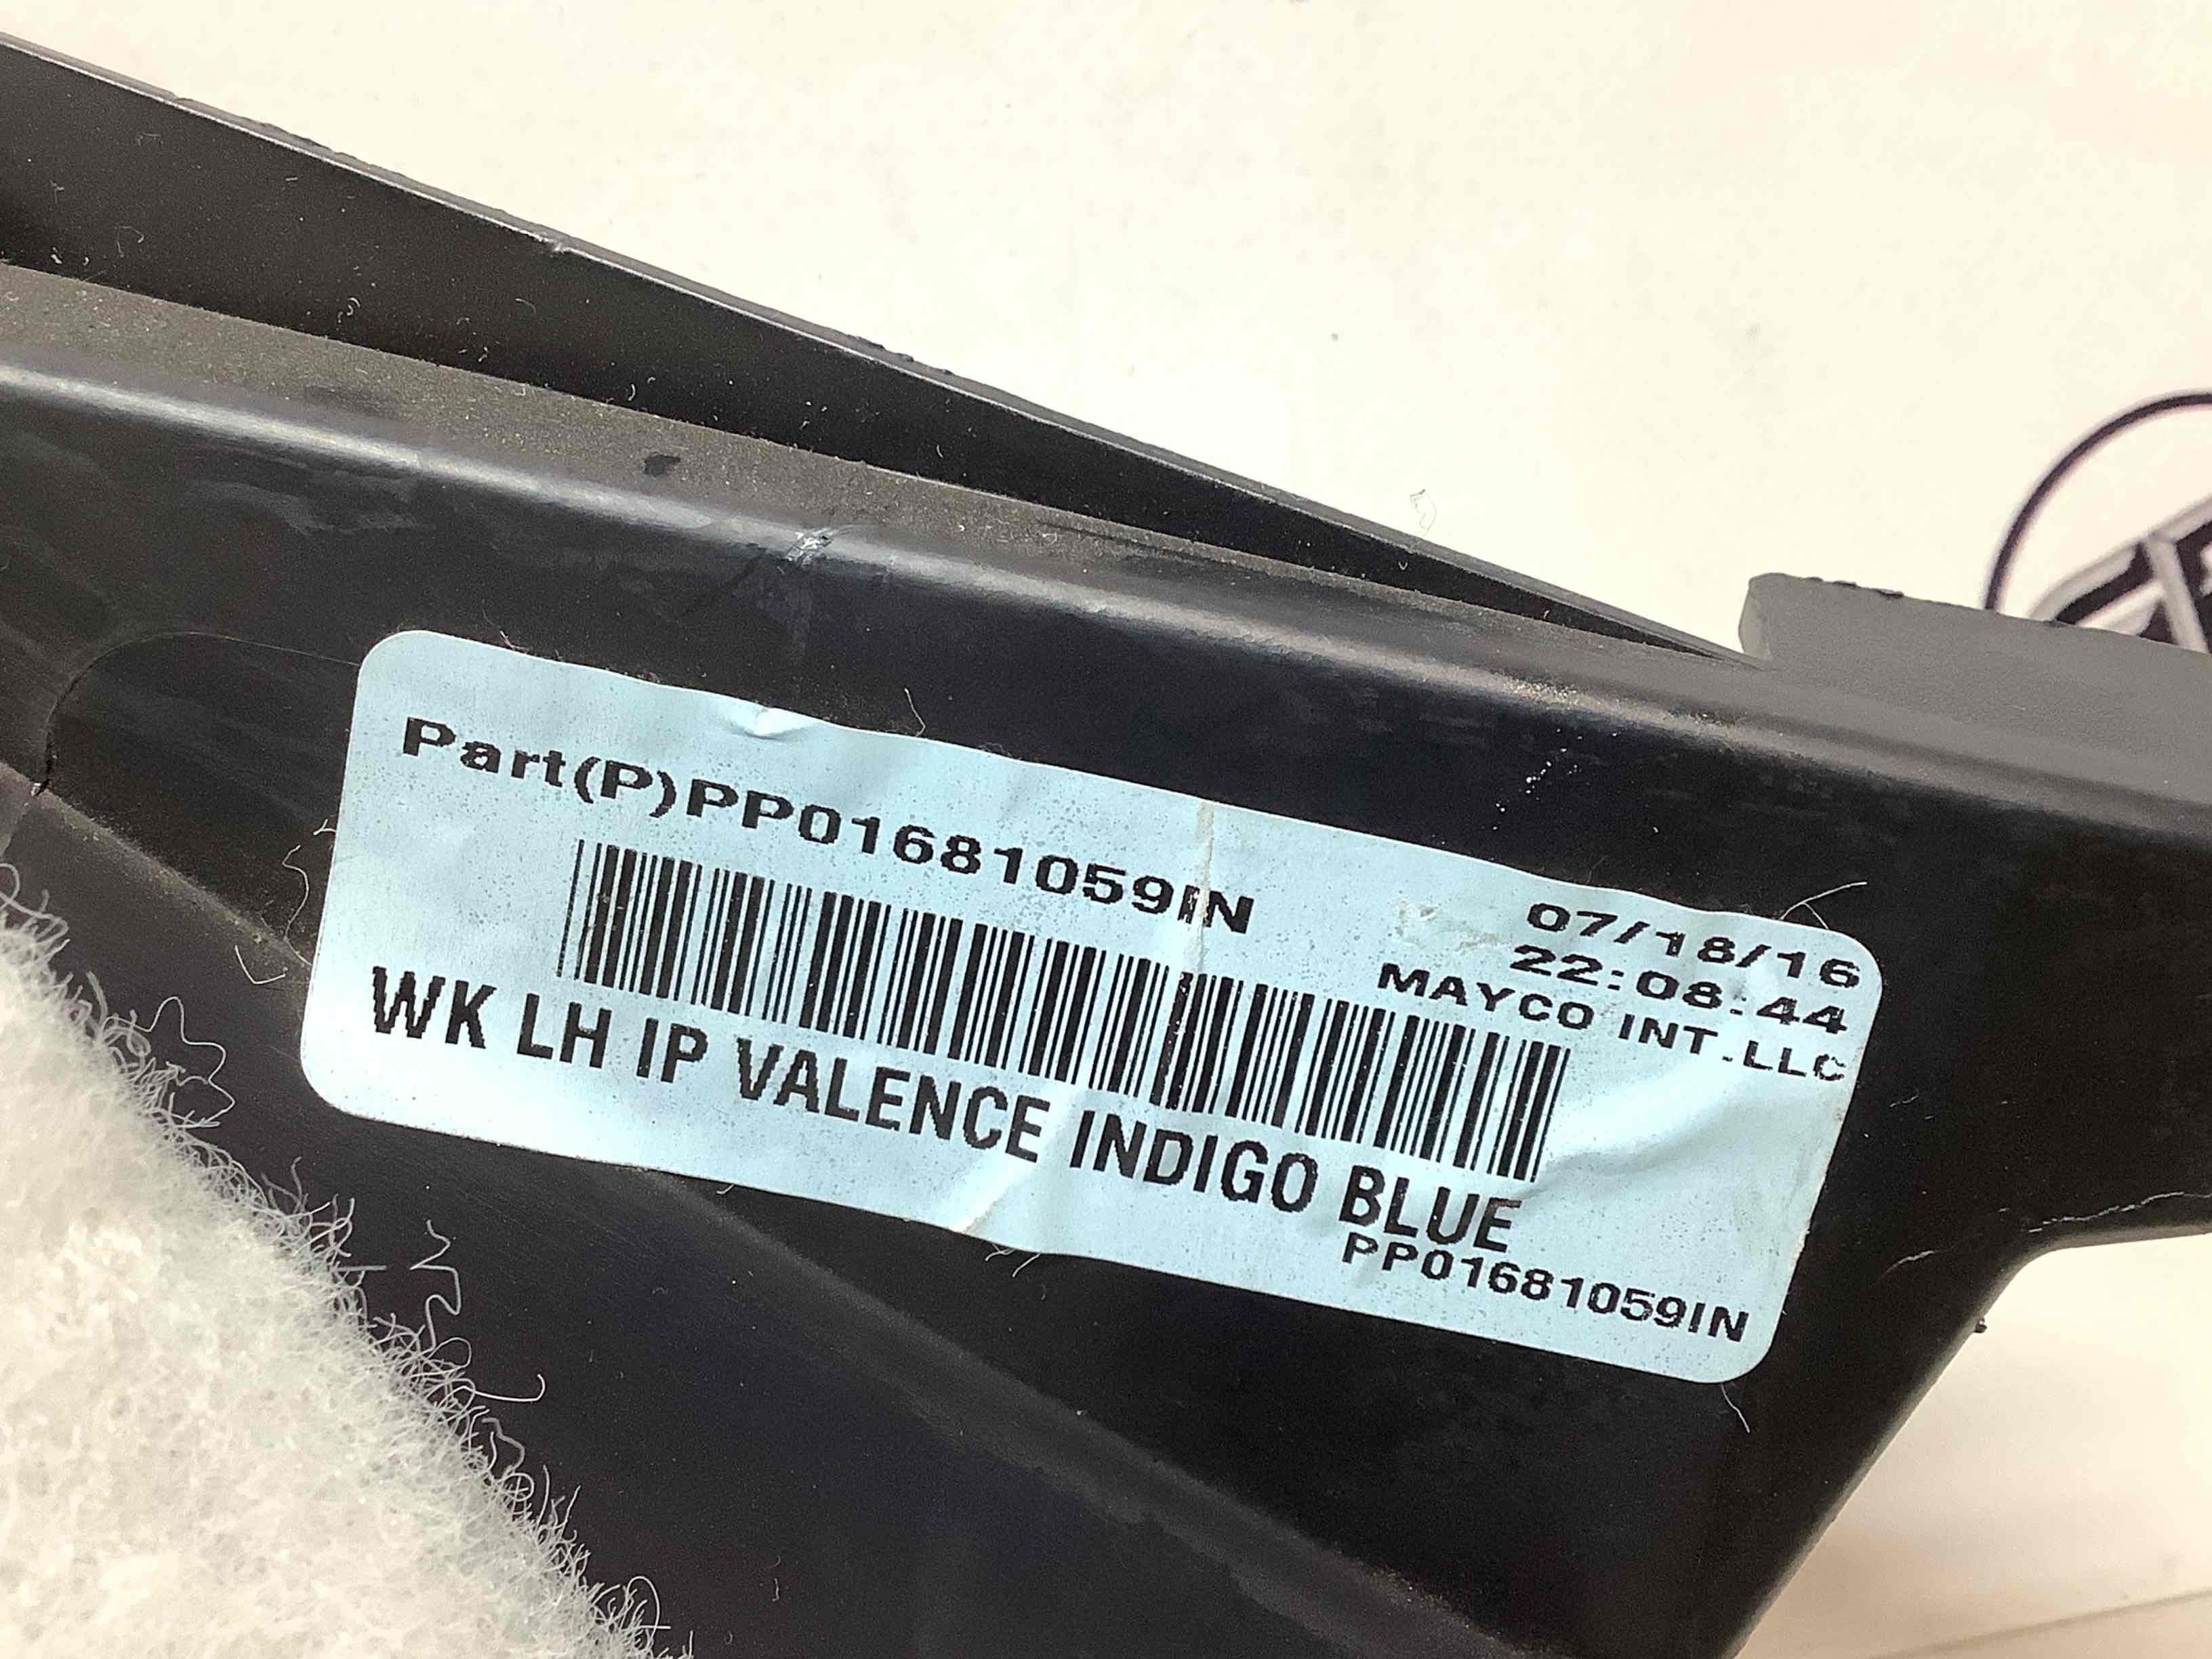 Part(P)PP01681059IN
07/18/16
22:08:44
MAYCO INT.LLC
WK LH IP VALENCE INDIGO BLUE
PP01681059IN